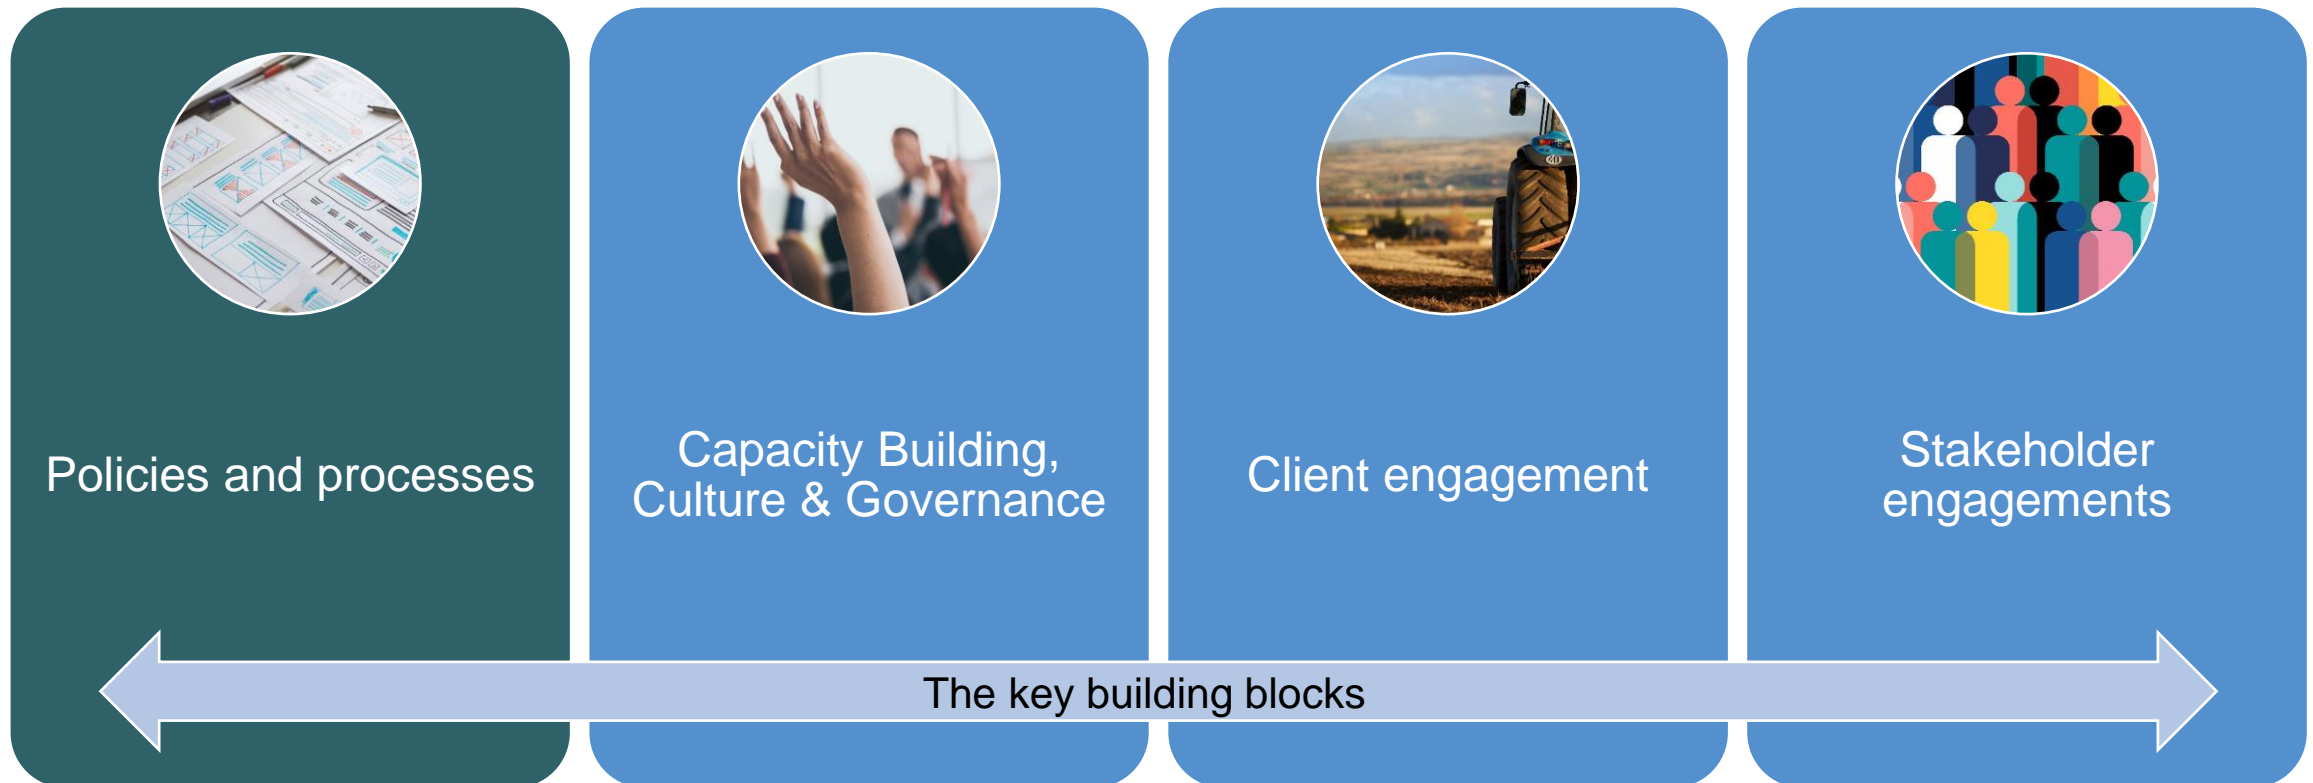 Policies and processes
Capacity Building,
Culture & Governance
Client engagement
Stakeholder
engagements
The key building blocks